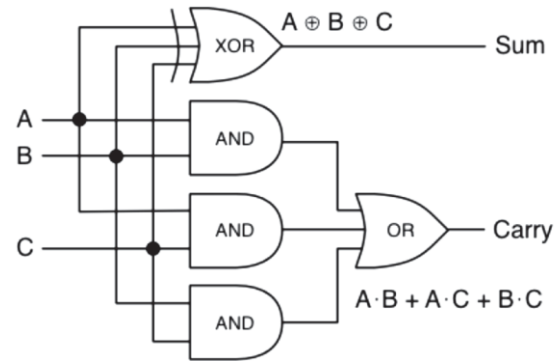 A ⊕ B ⊕ C
XOR
Sum
A
AND
B
AND
OR
Carry
C
A·B + A·C + B·C
AND